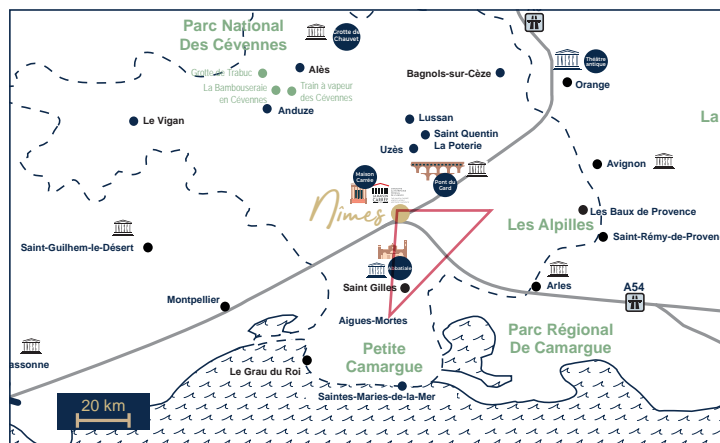 Parc National
Des Cévennes
Grotte de
Chauvet
Théâtre
antique
Grotte de Trabuc
Alès
Bagnols-sur-Cèze
Orange
La Bambouseraie
en Cévennes
Train à vapeur
des Cévennes
Anduze
La
Le Vigan
Lussan
Saint Quentin
La Poterie
Uzès
Avignon
Maison
Carrée
Pont du
Gard
Nîmes
Les Baux de Provence
Les Alpilles
Saint-Rémy-de-Proven
Saint-Guilhem-le-Désert
Abbatiale
Saint Gilles
Arles
A54
Montpellier
Aigues-Mortes
Parc Régional
De Camargue
assonne
Petite
Camargue
Le Grau du Roi
Saintes-Maries-de-la-Mer
20 km